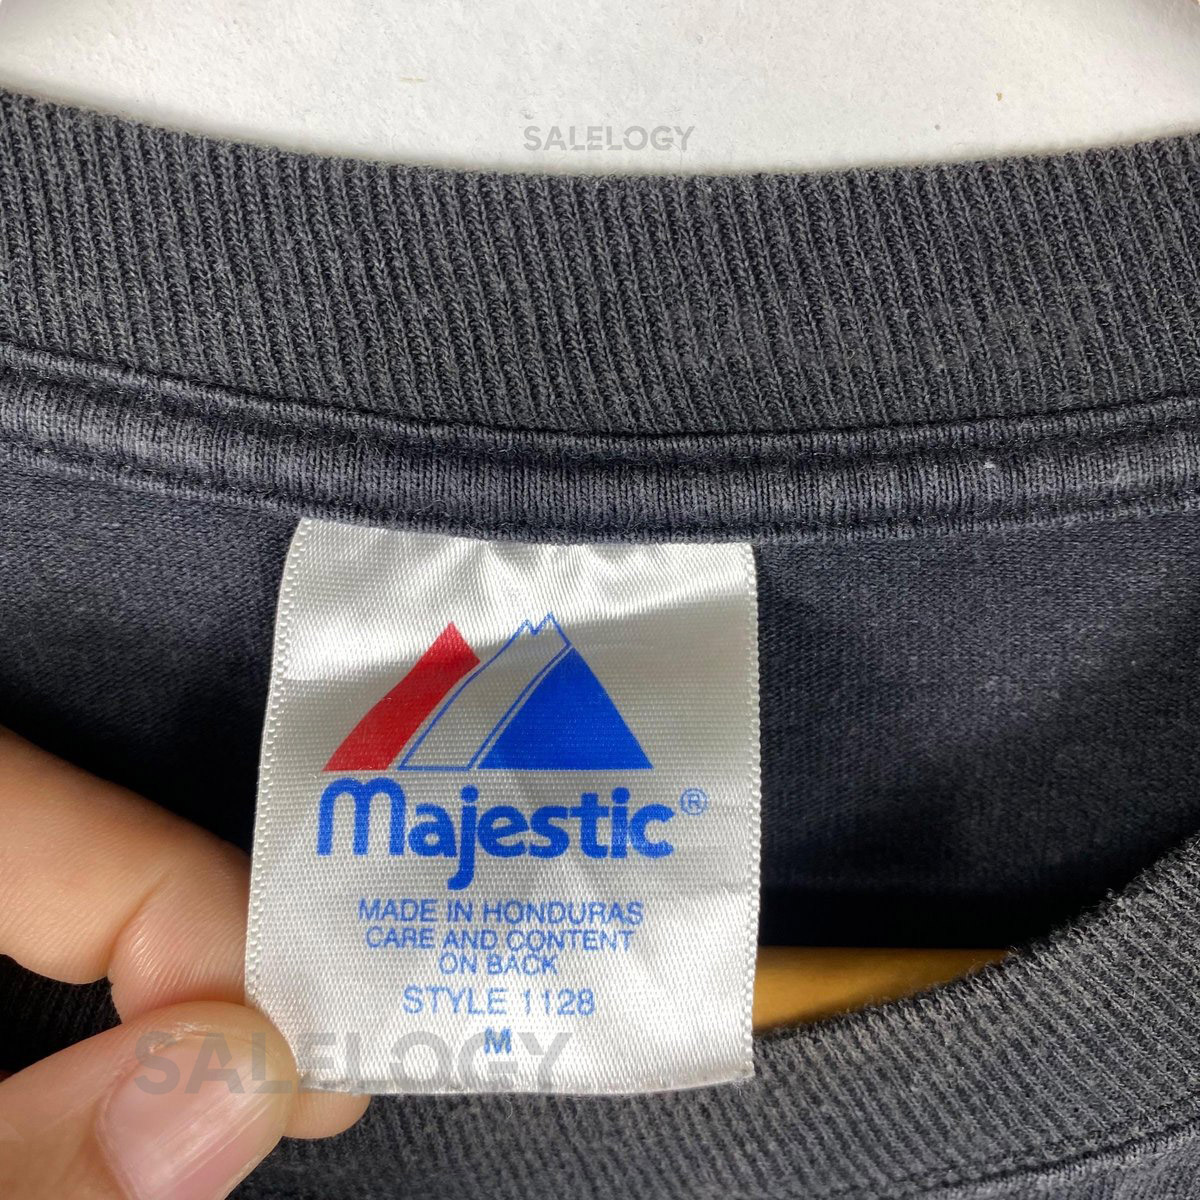 SALELOGY
Majestic®
MADE IN HONDURAS
CARE AND CONTENT
ON BACK
STYLE 1128
M
SALELOGY